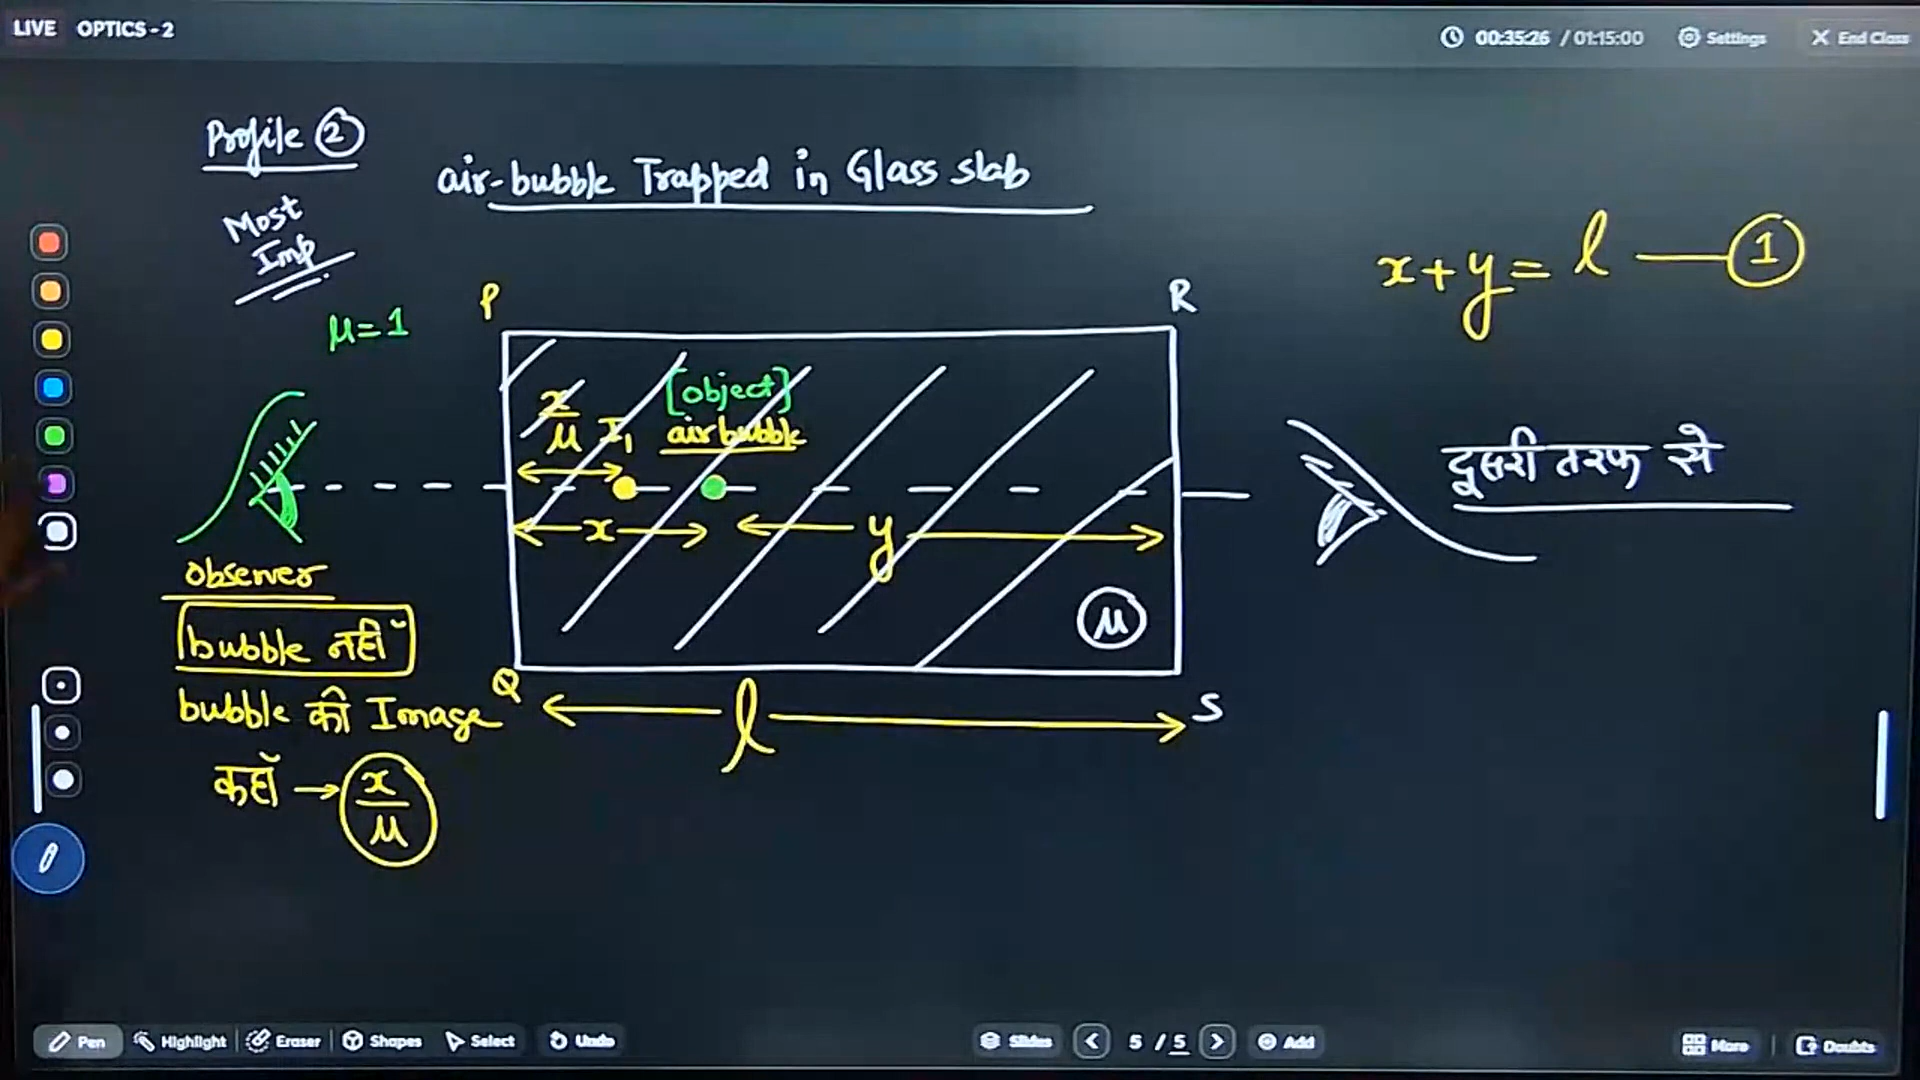 LIVE OPTICS - 2
00:35:26 / 01:15:00 Settings End Class
Profile ②
Most Imp
air-bubble Trapped in Glass slab
x + y = l —— ①
μ = 1
P
R
[object]
x/μ I₁ air bubble
दूसरी तरफ से
x
y
observer
bubble नहीं
μ
bubble की Image
Q
l
S
कहाँ → x/μ
Pen Highlight Eraser Shapes Select Undo Slides 5 / 5 Add More Doubts